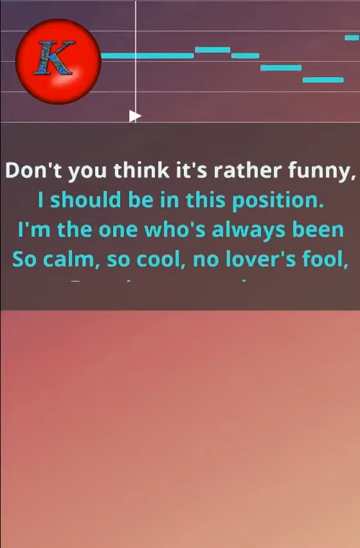 K
Don't you think it's rather funny,
I should be in this position.
I'm the one who's always been
So calm, so cool, no lover's fool,